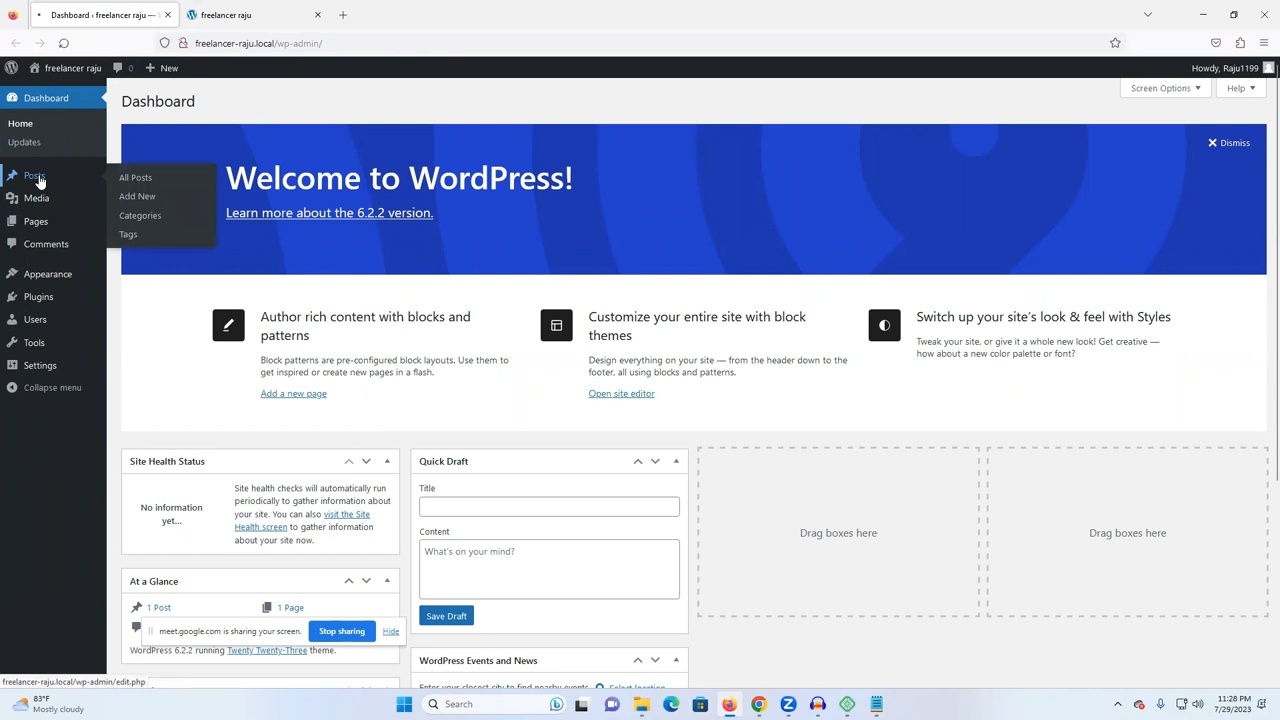 Dashboard ‹ freelancer raju — W
freelancer raju
freelancer-raju.local/wp-admin/
freelancer raju
0
New
Howdy, Raju1199
Dashboard
Home
Updates
Posts
Media
Pages
Comments
Appearance
Plugins
Users
Tools
Settings
Collapse menu
All Posts
Add New
Categories
Tags
Dashboard
Screen Options
Help
Welcome to WordPress!
Learn more about the 6.2.2 version.
Dismiss
Author rich content with blocks and
patterns
Block patterns are pre-configured block layouts. Use them to
get inspired or create new pages in a flash.
Add a new page
Customize your entire site with block
themes
Design everything on your site — from the header down to the
footer, all using blocks and patterns.
Open site editor
Switch up your site's look & feel with Styles
Tweak your site, or give it a whole new look! Get creative —
how about a new color palette or font?
Site Health Status
No information
yet...
Site health checks will automatically run
periodically to gather information about
your site. You can also visit the Site
Health screen to gather information
about your site now.
At a Glance
1 Post
1 Page
WordPress 6.2.2 running Twenty Twenty-Three theme.
Quick Draft
Title
Content
What's on your mind?
Save Draft
WordPress Events and News
Enter your closest city to find nearby events.
Select location
Drag boxes here
Drag boxes here
meet.google.com is sharing your screen.
Stop sharing
Hide
freelancer-raju.local/wp-admin/edit.php
83°F
Mostly cloudy
Search
11:28 PM
7/29/2023